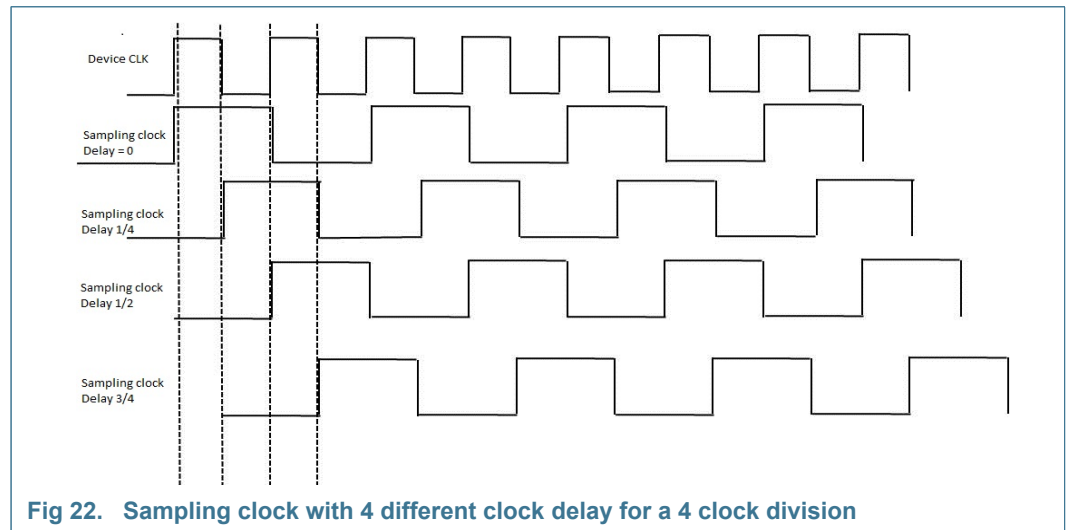 Device CLK
Sampling clock
Delay = 0
Sampling clock
Delay 1/4
Sampling clock
Delay 1/2
Sampling clock
Delay 3/4
Fig 22. Sampling clock with 4 different clock delay for a 4 clock division